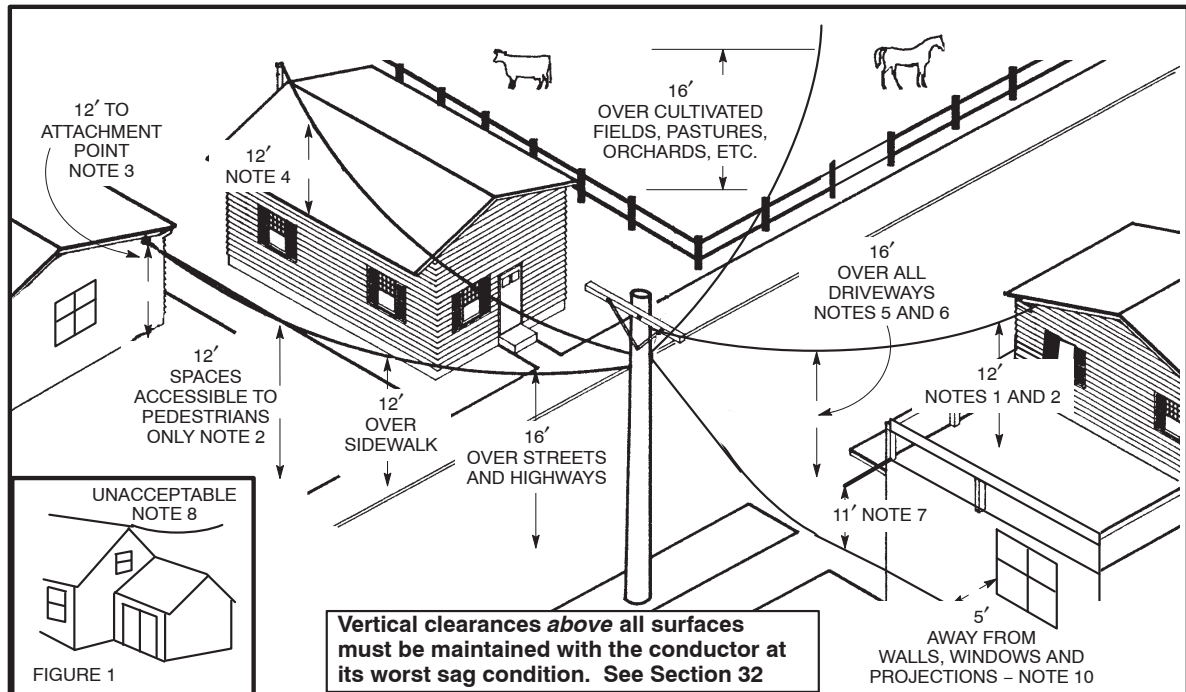 12′ TO
ATTACHMENT
POINT
NOTE 3
12′
NOTE 4
16′
OVER CULTIVATED
FIELDS, PASTURES,
ORCHARDS, ETC.
16′
OVER ALL
DRIVEWAYS
NOTES 5 AND 6
12′
SPACES
ACCESSIBLE TO
PEDESTRIANS
ONLY NOTE 2
12′
OVER
SIDEWALK
16′
OVER STREETS
AND HIGHWAYS
12′
NOTES 1 AND 2
11′ NOTE 7
5′
AWAY FROM
WALLS, WINDOWS AND
PROJECTIONS – NOTE 10
UNACCEPTABLE
NOTE 8
FIGURE 1
Vertical clearances above all surfaces
must be maintained with the conductor at
its worst sag condition. See Section 32